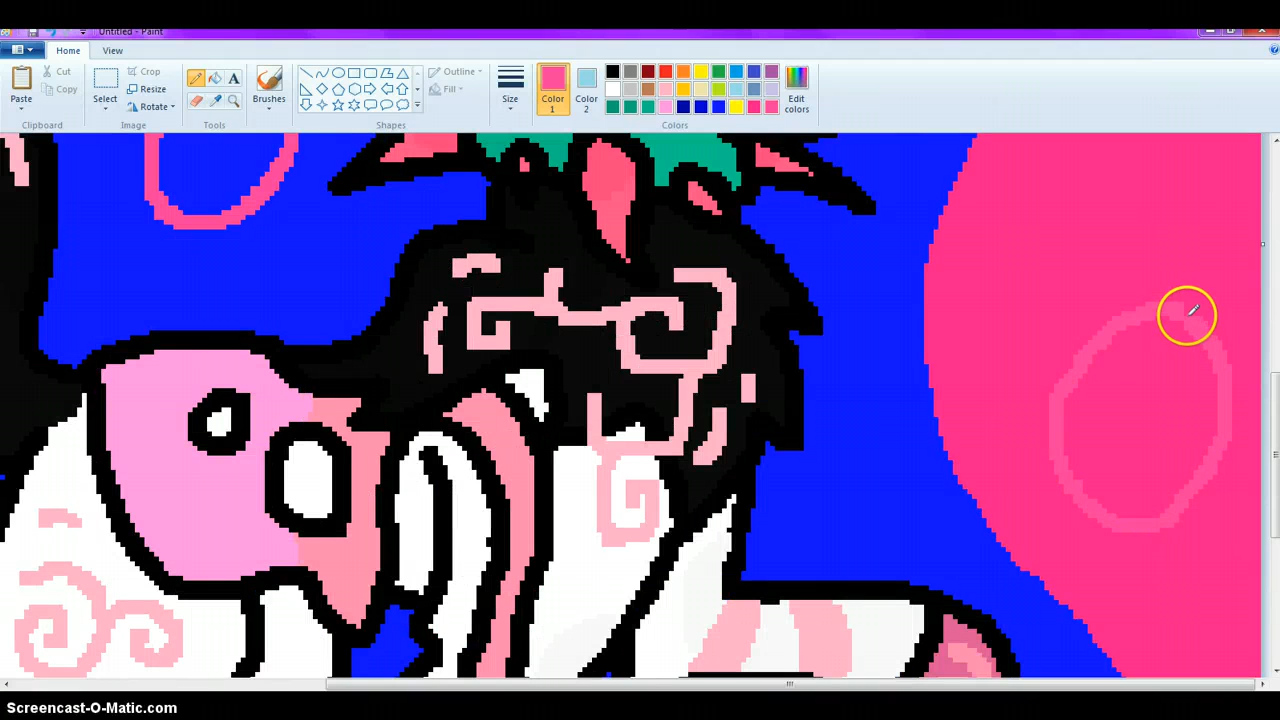 Untitled - Paint
Home View
Paste Cut Copy Select Crop Resize Rotate A Brushes Outline Fill Size Color 1 Color 2 Edit colors
Clipboard Image Tools Shapes Colors
Screencast-O-Matic.com